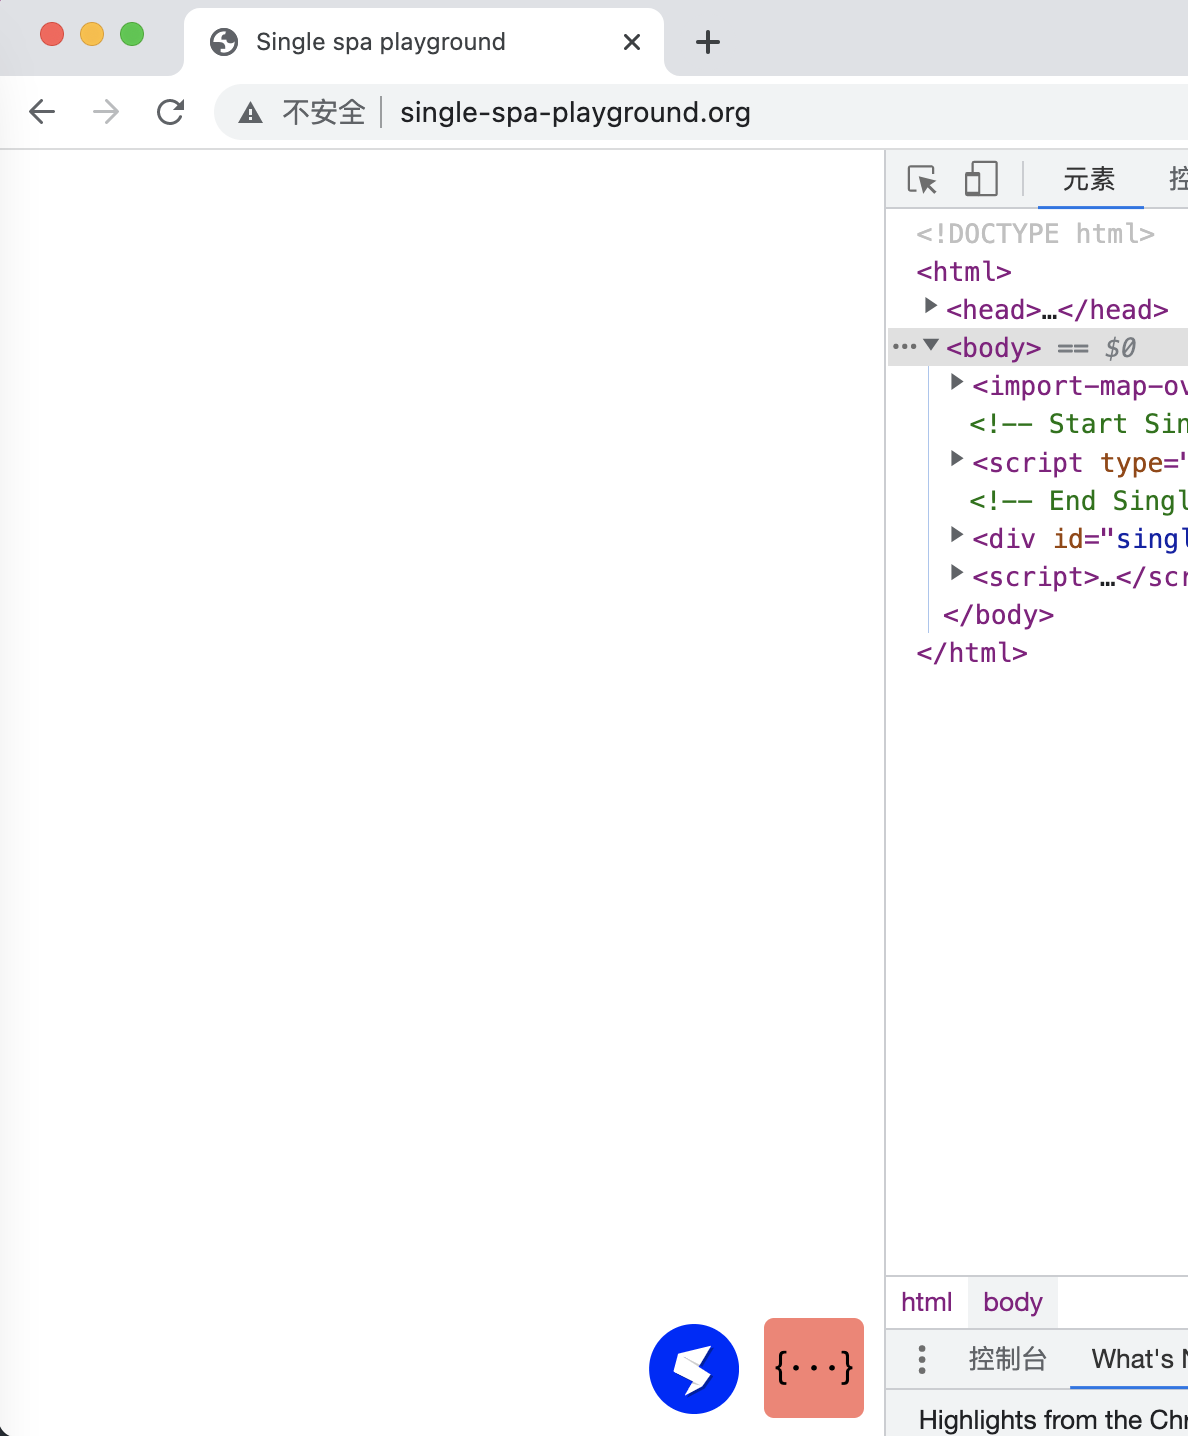 Single spa playground
不安全
single-spa-playground.org
元素
控
<!DOCTYPE html>
<html>
<head>…</head>
<body> == $0
<import-map-ov
<!-- Start Sin
<script type="
<!-- End Singl
<div id="singl
<script>…</scr
</body>
</html>
html body
{···}
控制台 What's N
Highlights from the Chr